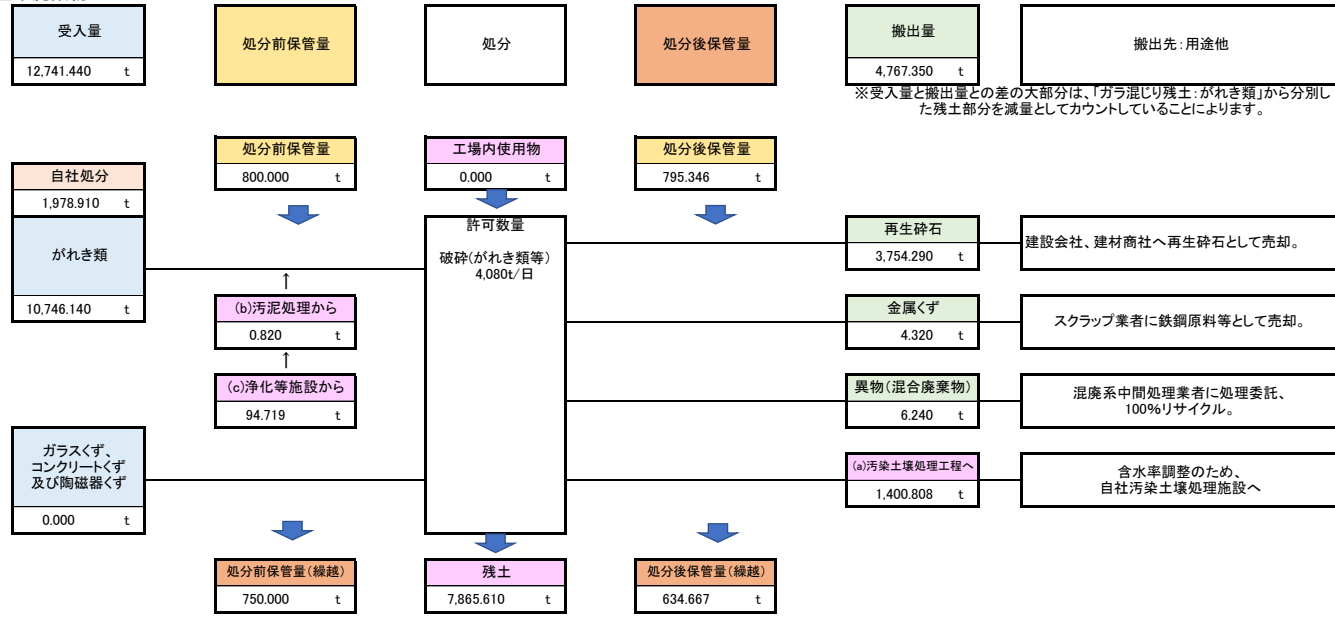 受入量
12,741.440 t
処分前保管量
処分
処分後保管量
搬出量
4,767.350 t
搬出先:用途他
※受入量と搬出量との差の大部分は、「ガラ混じり残土:がれき類」から分別し
た残土部分を減量としてカウントしていることによります。
処分前保管量
800.000 t
工場内使用物
0.000 t
処分後保管量
795.346 t
自社処分
1,978.910 t
がれき類
10,746.140 t
許可数量
破砕(がれき類等)
4,080t/日
再生砕石
3,754.290 t
建設会社、建材商社へ再生砕石として売却。
↑
(b)汚泥処理から
0.820 t
金属くず
4.320 t
スクラップ業者に鉄鋼原料等として売却。
↑
(c)浄化等施設から
94.719 t
異物(混合廃棄物)
6.240 t
混廃系中間処理業者に処理委託、
100%リサイクル。
ガラスくず、
コンクリートくず
及び陶磁器くず
0.000 t
(a)汚染土壌処理工程へ
1,400.808 t
含水率調整のため、
自社汚染土壌処理施設へ
処分前保管量(繰越)
750.000 t
残土
7,865.610 t
処分後保管量(繰越)
634.667 t